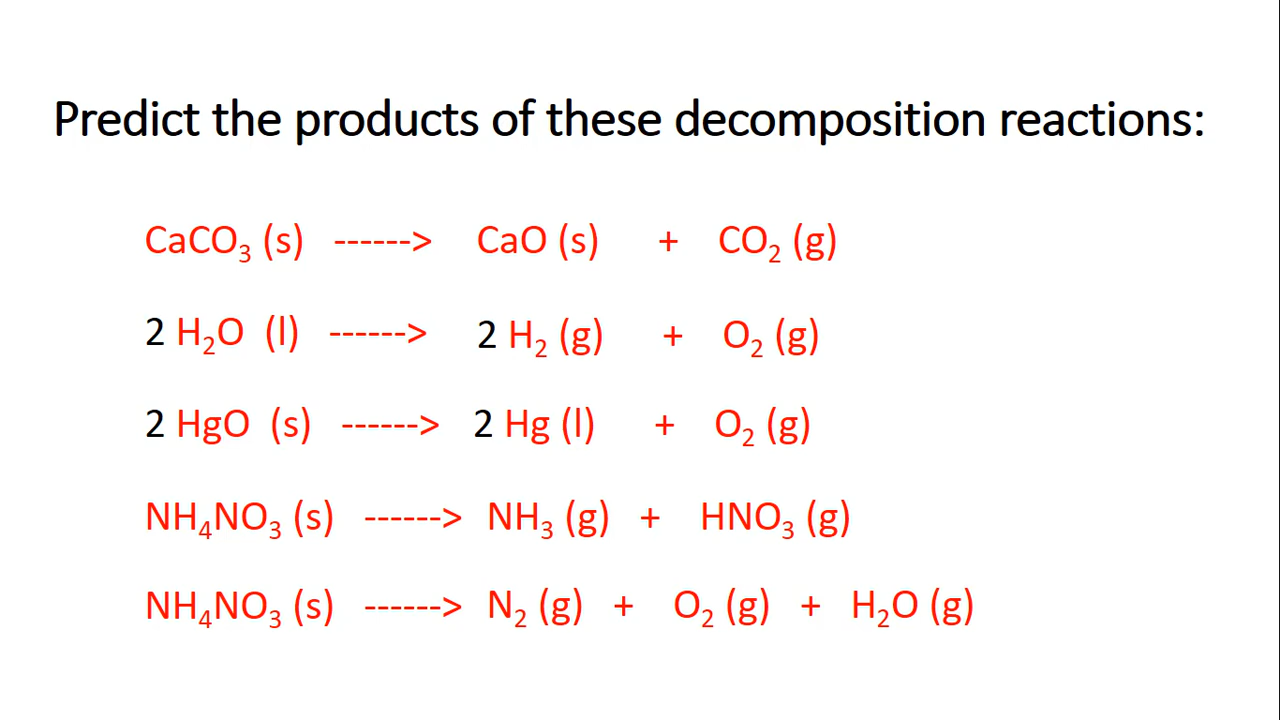 Predict the products of these decomposition reactions:
CaCO₃ (s) ------> CaO (s) + CO₂ (g)
2 H₂O (l) ------> 2 H₂ (g) + O₂ (g)
2 HgO (s) ------> 2 Hg (l) + O₂ (g)
NH₄NO₃ (s) ------> NH₃ (g) + HNO₃ (g)
NH₄NO₃ (s) ------> N₂ (g) + O₂ (g) + H₂O (g)